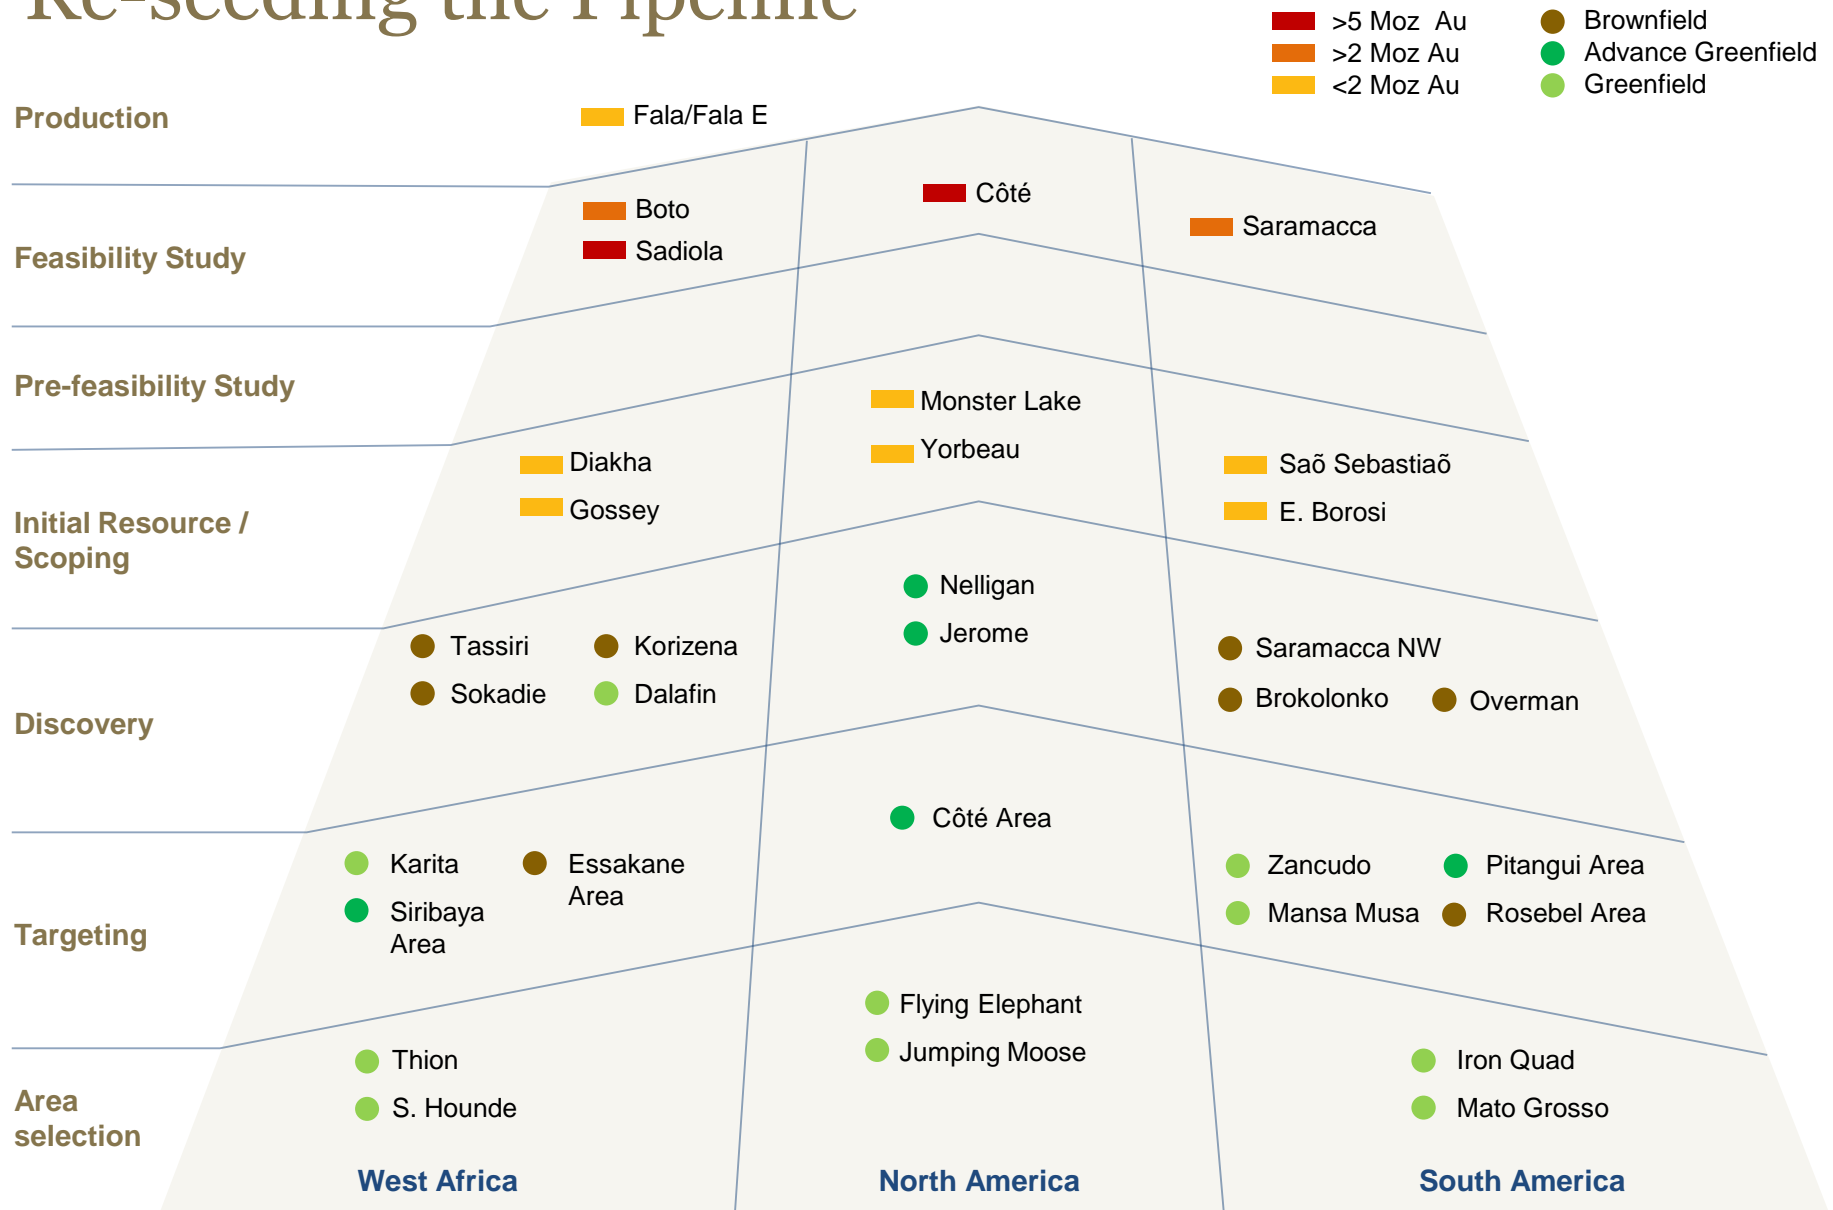 Re-seeding the Pipeline
>5 Moz Au
>2 Moz Au
<2 Moz Au
Brownfield
Advance Greenfield
Greenfield
Production
Fala/Fala E
Feasibility Study
Boto
Sadiola
Côté
Saramacca
Pre-feasibility Study
Initial Resource /
Scoping
Diakha
Gossey
Monster Lake
Yorbeau
Saõ Sebastiaõ
E. Borosi
Discovery
Tassiri
Korizena
Sokadie
Dalafin
Nelligan
Jerome
Saramacca NW
Brokolonko
Overman
Targeting
Karita
Essakane
Area
Siribaya
Area
Côté Area
Zancudo
Pitangui Area
Mansa Musa
Rosebel Area
Area
selection
Thion
S. Hounde
Flying Elephant
Jumping Moose
Iron Quad
Mato Grosso
West Africa
North America
South America